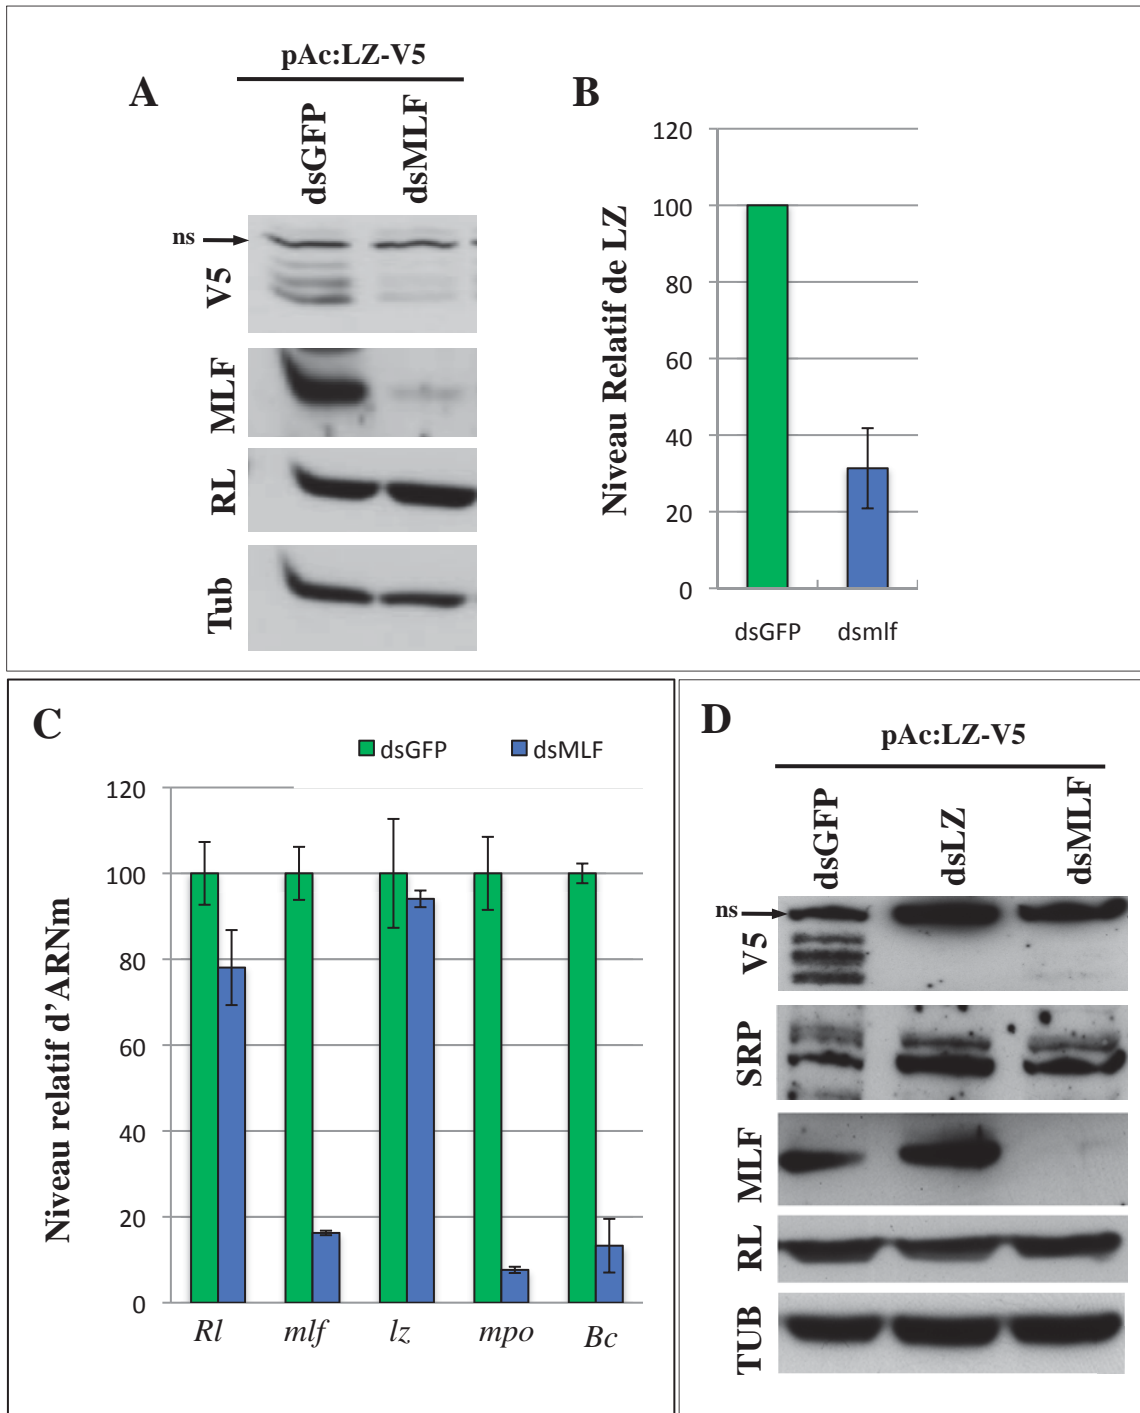 A
pAc:LZ-V5
dsGFP
dsMLF
ns
V5
MLF
RL
Tub
B
Niveau Relatif de LZ
120
100
80
60
40
20
0
dsGFP
dsmlf
C
dsGFP
dsMLF
Niveau relatif d'ARNm
120
100
80
60
40
20
0
Rl
mlf
lz
mpo
Bc
D
pAc:LZ-V5
dsGFP
dsLZ
dsMLF
ns
V5
SRP
MLF
RL
TUB